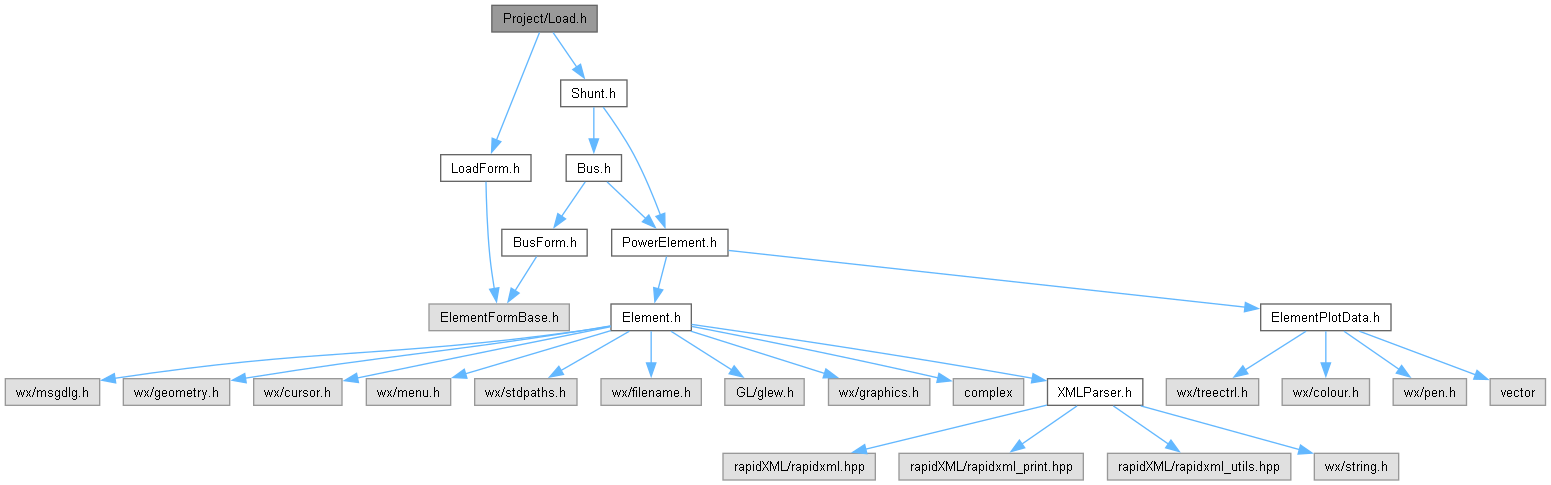 Project/Load.h
Shunt.h
LoadForm.h
Bus.h
BusForm.h
PowerElement.h
ElementFormBase.h
Element.h
ElementPlotData.h
wx/msgdlg.h
wx/geometry.h
wx/cursor.h
wx/menu.h
wx/stdpaths.h
wx/filename.h
GL/glew.h
wx/graphics.h
complex
XMLParser.h
wx/treectrl.h
wx/colour.h
wx/pen.h
vector
rapidXML/rapidxml.hpp
rapidXML/rapidxml_print.hpp
rapidXML/rapidxml_utils.hpp
wx/string.h